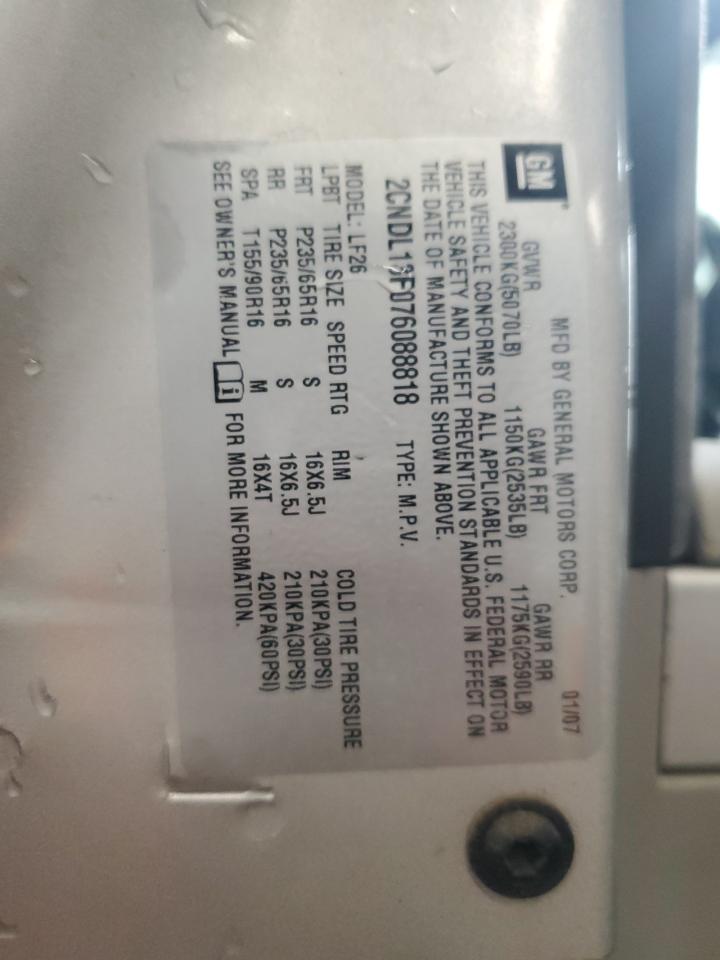 GM®
MFD BY GENERAL MOTORS CORP. 01/07
GVWR GAWR FRT GAWR RR
2300KG(5070LB) 1150KG(2535LB) 1175KG(2590LB)
THIS VEHICLE CONFORMS TO ALL APPLICABLE U.S. FEDERAL MOTOR
VEHICLE SAFETY AND THEFT PREVENTION STANDARDS IN EFFECT ON
THE DATE OF MANUFACTURE SHOWN ABOVE.
2CNDL13F076088818 TYPE: M.P.V.
MODEL: LF26
LPBT TIRE SIZE SPEED RTG RIM COLD TIRE PRESSURE
FRT P235/65R16 S 16X6.5J 210KPA(30PSI)
RR P235/65R16 S 16X6.5J 210KPA(30PSI)
SPA T155/90R16 M 16X4T 420KPA(60PSI)
SEE OWNER'S MANUAL i FOR MORE INFORMATION.